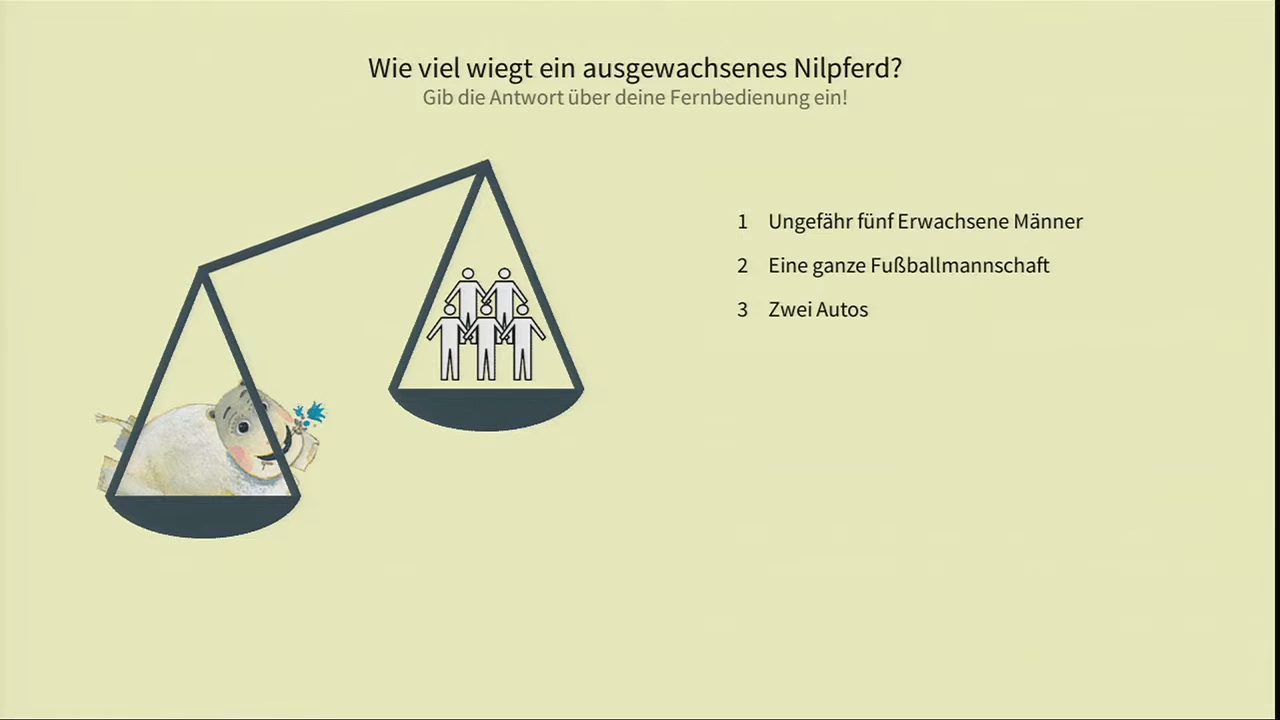 Wie viel wiegt ein ausgewachsenes Nilpferd?
Gib die Antwort über deine Fernbedienung ein!
1 Ungefähr fünf Erwachsene Männer
2 Eine ganze Fußballmannschaft
3 Zwei Autos